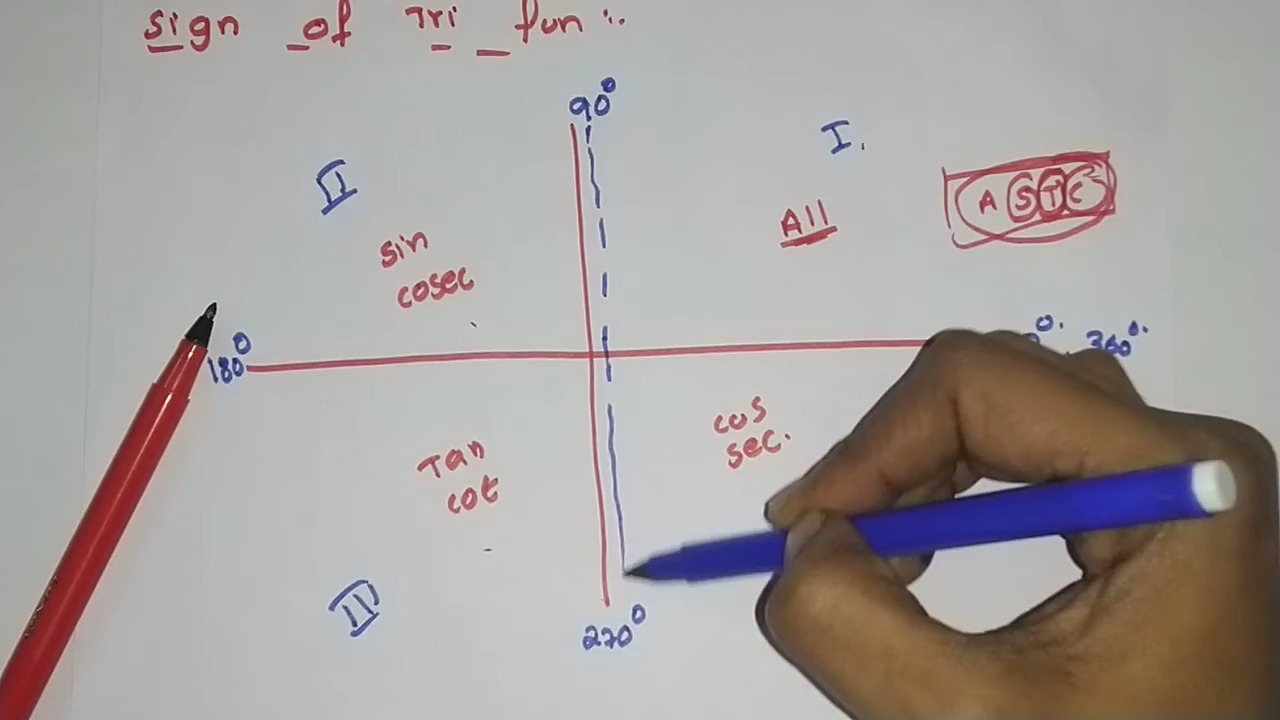 sign of Tri fun :.
90°
II
I.
A S T C
All
sin
cosec
180°
360°.
Tan
cot
cos
sec.
III
270°